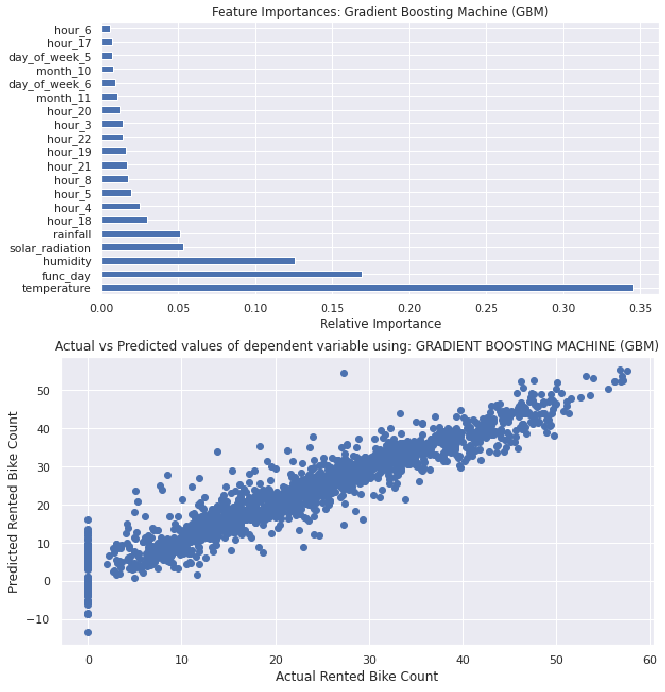 Feature Importances: Gradient Boosting Machine (GBM)
hour_6
hour_17
day_of_week_5
month_10
day_of_week_6
month_11
hour_20
hour_3
hour_22
hour_19
hour_21
hour_8
hour_5
hour_4
hour_18
rainfall
solar_radiation
humidity
func_day
temperature
0.00 0.05 0.10 0.15 0.20 0.25 0.30 0.35
Relative Importance
Actual vs Predicted values of dependent variable using: GRADIENT BOOSTING MACHINE (GBM)
Predicted Rented Bike Count
50
40
30
20
10
0
−10
0 10 20 30 40 50 60
Actual Rented Bike Count